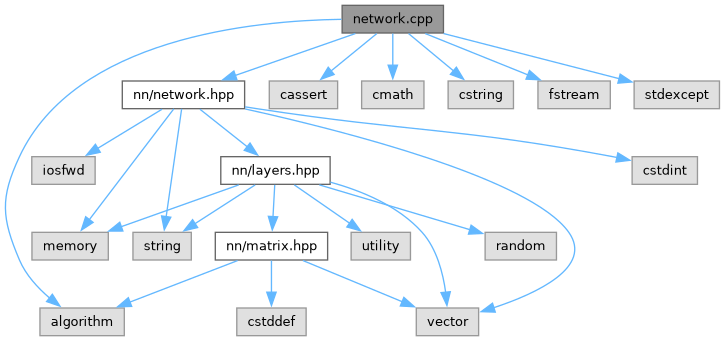 network.cpp
nn/network.hpp
cassert
cmath
cstring
fstream
stdexcept
iosfwd
nn/layers.hpp
cstdint
memory
string
nn/matrix.hpp
utility
random
algorithm
cstddef
vector